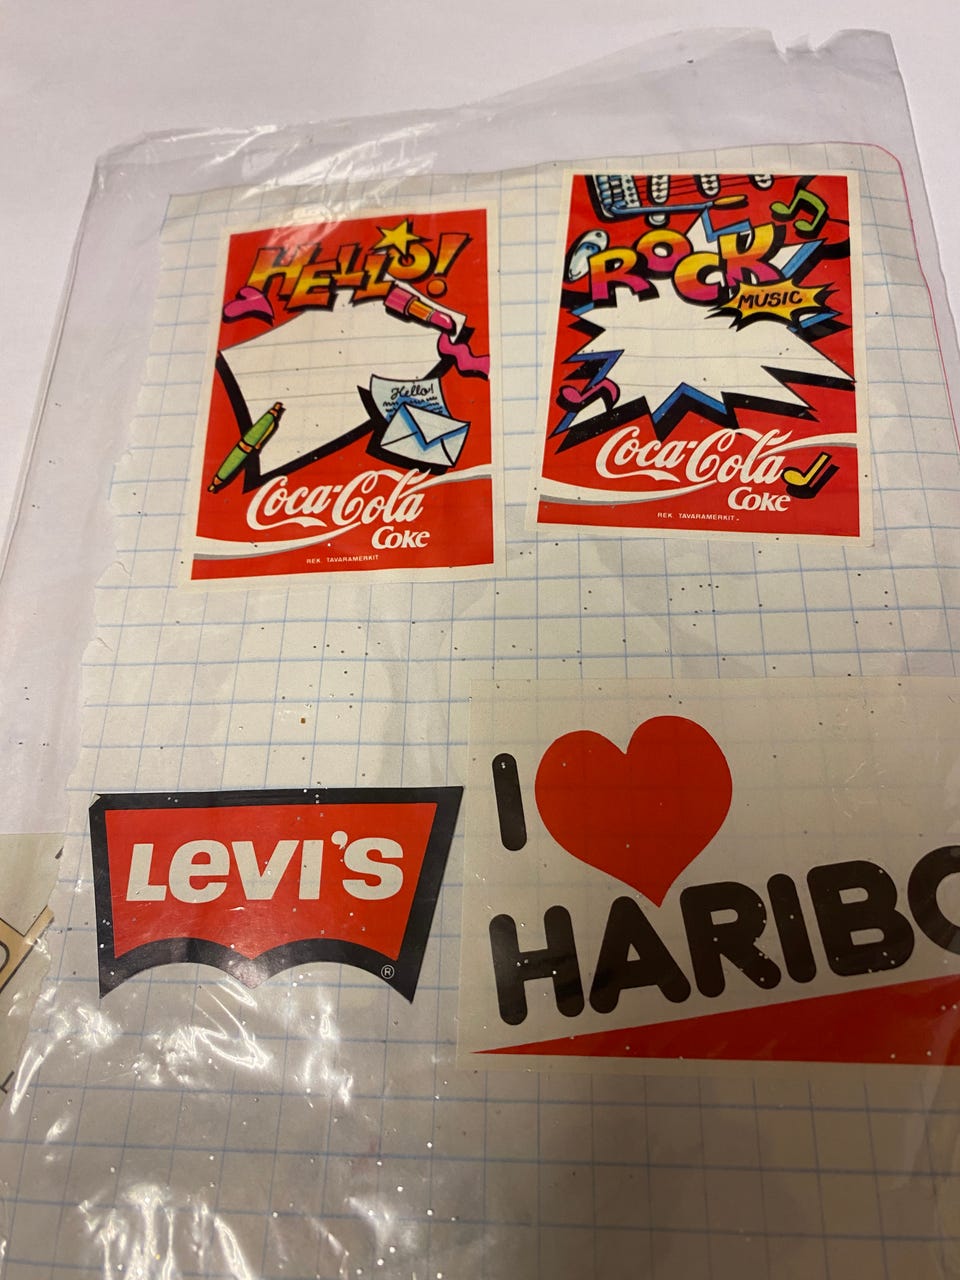 HELLO!
Hello!
Coca-Cola
Coke
REK TAVARAMERKIT
ROCK
MUSIC
Coca-Cola
Coke
REK TAVARAMERKIT.
LEVI'S
®
I
HARIBO